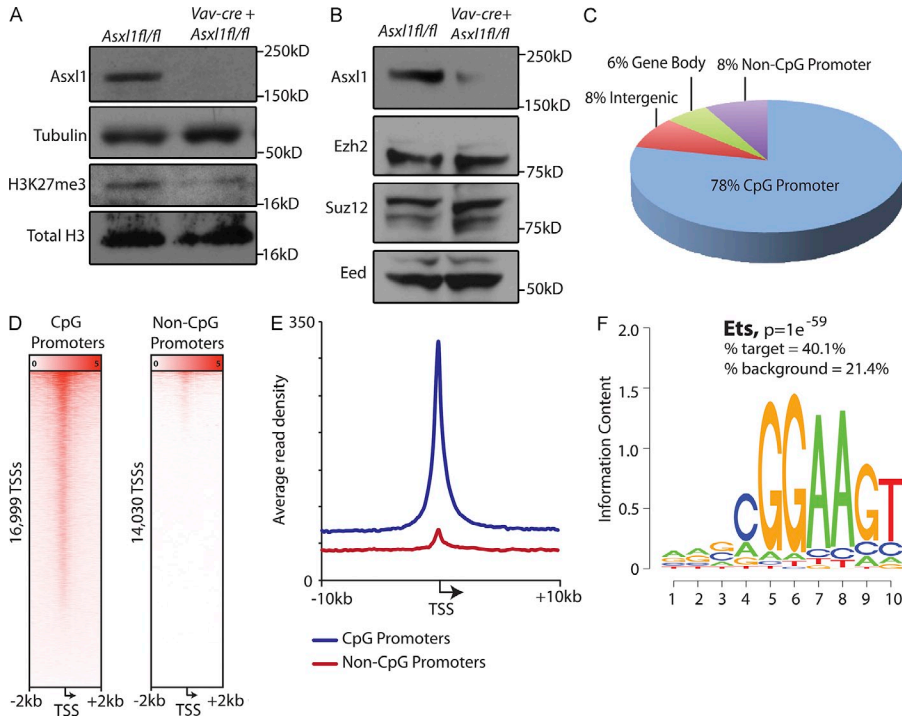 A
Asxl1fl/fl
Vav-cre +
Asxl1fl/fl
250kD
Asxl1
150kD
Tubulin
50kD
H3K27me3
16kD
Total H3
16kD
B
Asxl1fl/fl
Vav-cre+
Asxl1fl/fl
250kD
Asxl1
150kD
Ezh2
75kD
Suz12
75kD
Eed
50kD
C
6% Gene Body
8% Non-CpG Promoter
8% Intergenic
78% CpG Promoter
D
CpG
Promoters
Non-CpG
Promoters
0 5
0 5
16,999 TSSs
14,030 TSSs
-2kb TSS +2kb
-2kb TSS +2kb
E
350
Average read density
0
-10kb TSS +10kb
CpG Promoters
Non-CpG Promoters
F
Ets, p=1e-59
% target = 40.1%
% background = 21.4%
Information Content
2.0
1.5
1.0
0.5
0
CGGAAGT
1 2 3 4 5 6 7 8 9 10